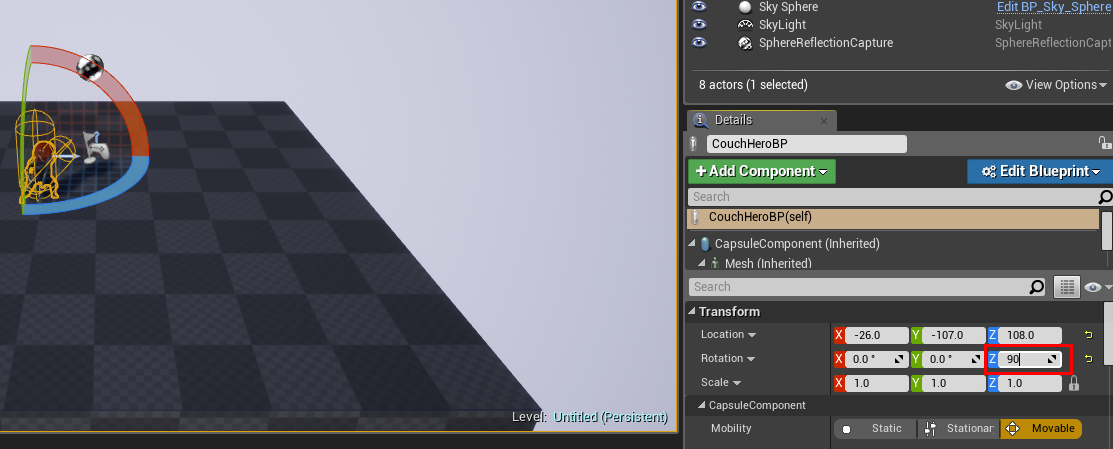 Sky Sphere Edit BP_Sky_Sphere
SkyLight SkyLight
SphereReflectionCapture SphereReflectionCapt
8 actors (1 selected) View Options
Details
CouchHeroBP
+ Add Component Edit Blueprint
Search
CouchHeroBP(self)
CapsuleComponent (Inherited)
Mesh (Inherited)
Search
Transform
Location X -26.0 Y -107.0 Z 108.0
Rotation X 0.0 ° Y 0.0 ° Z 90
Scale X 1.0 Y 1.0 Z 1.0
CapsuleComponent
Level: Untitled (Persistent)
Mobility Static Stationar Movable